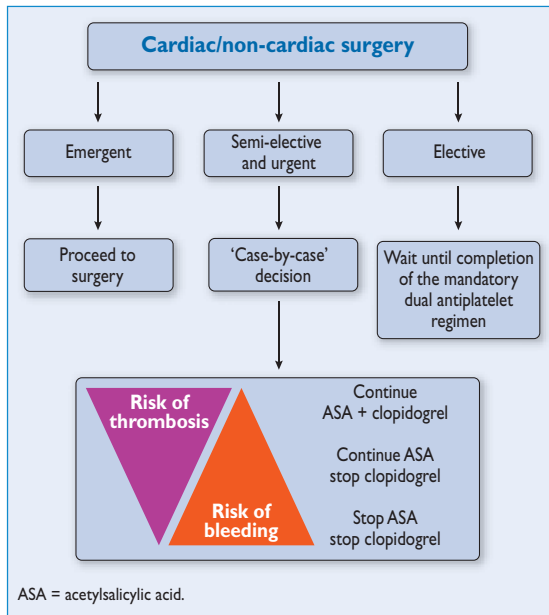 Cardiac/non-cardiac surgery
Emergent
Semi-elective
and urgent
Elective
Proceed to
surgery
‘Case-by-case’
decision
Wait until completion
of the mandatory
dual antiplatelet
regimen
Risk of
thrombosis
Risk of
bleeding
Continue
ASA + clopidogrel
Continue ASA
stop clopidogrel
Stop ASA
stop clopidogrel
ASA = acetylsalicylic acid.